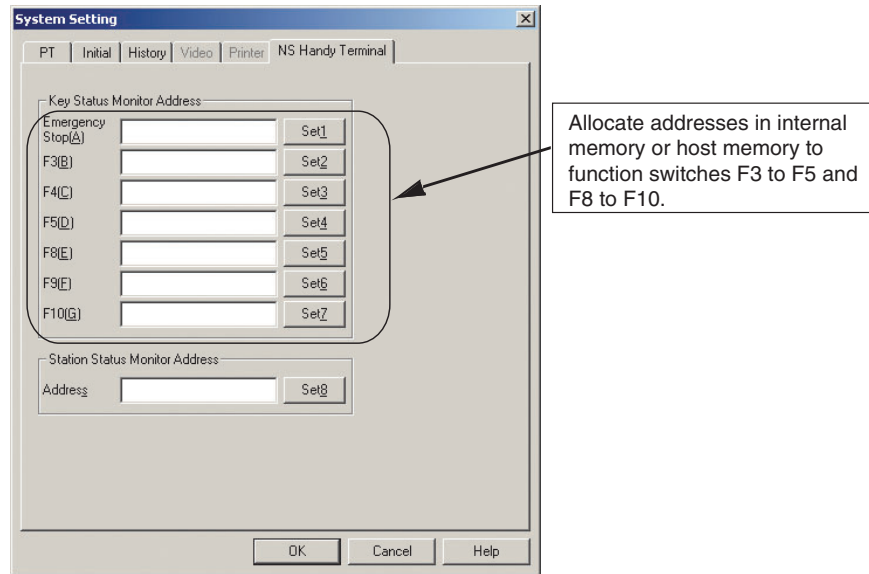 System Setting
PT Initial History Video Printer NS Handy Terminal
Key Status Monitor Address
Emergency
Stop(A) Set1
F3(B) Set2
F4(C) Set3
F5(D) Set4
F8(E) Set5
F9(F) Set6
F10(G) Set7
Station Status Monitor Address
Address Set8
OK Cancel Help
Allocate addresses in internal
memory or host memory to
function switches F3 to F5 and
F8 to F10.